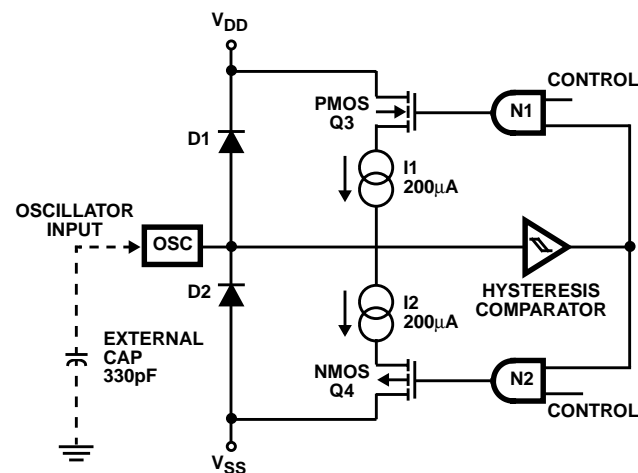 VDD
PMOS
Q3
N1
CONTROL
D1
I1
200µA
OSCILLATOR
INPUT
OSC
D2
I2
200µA
HYSTERESIS
COMPARATOR
EXTERNAL
CAP
330pF
NMOS
Q4
N2
CONTROL
VSS